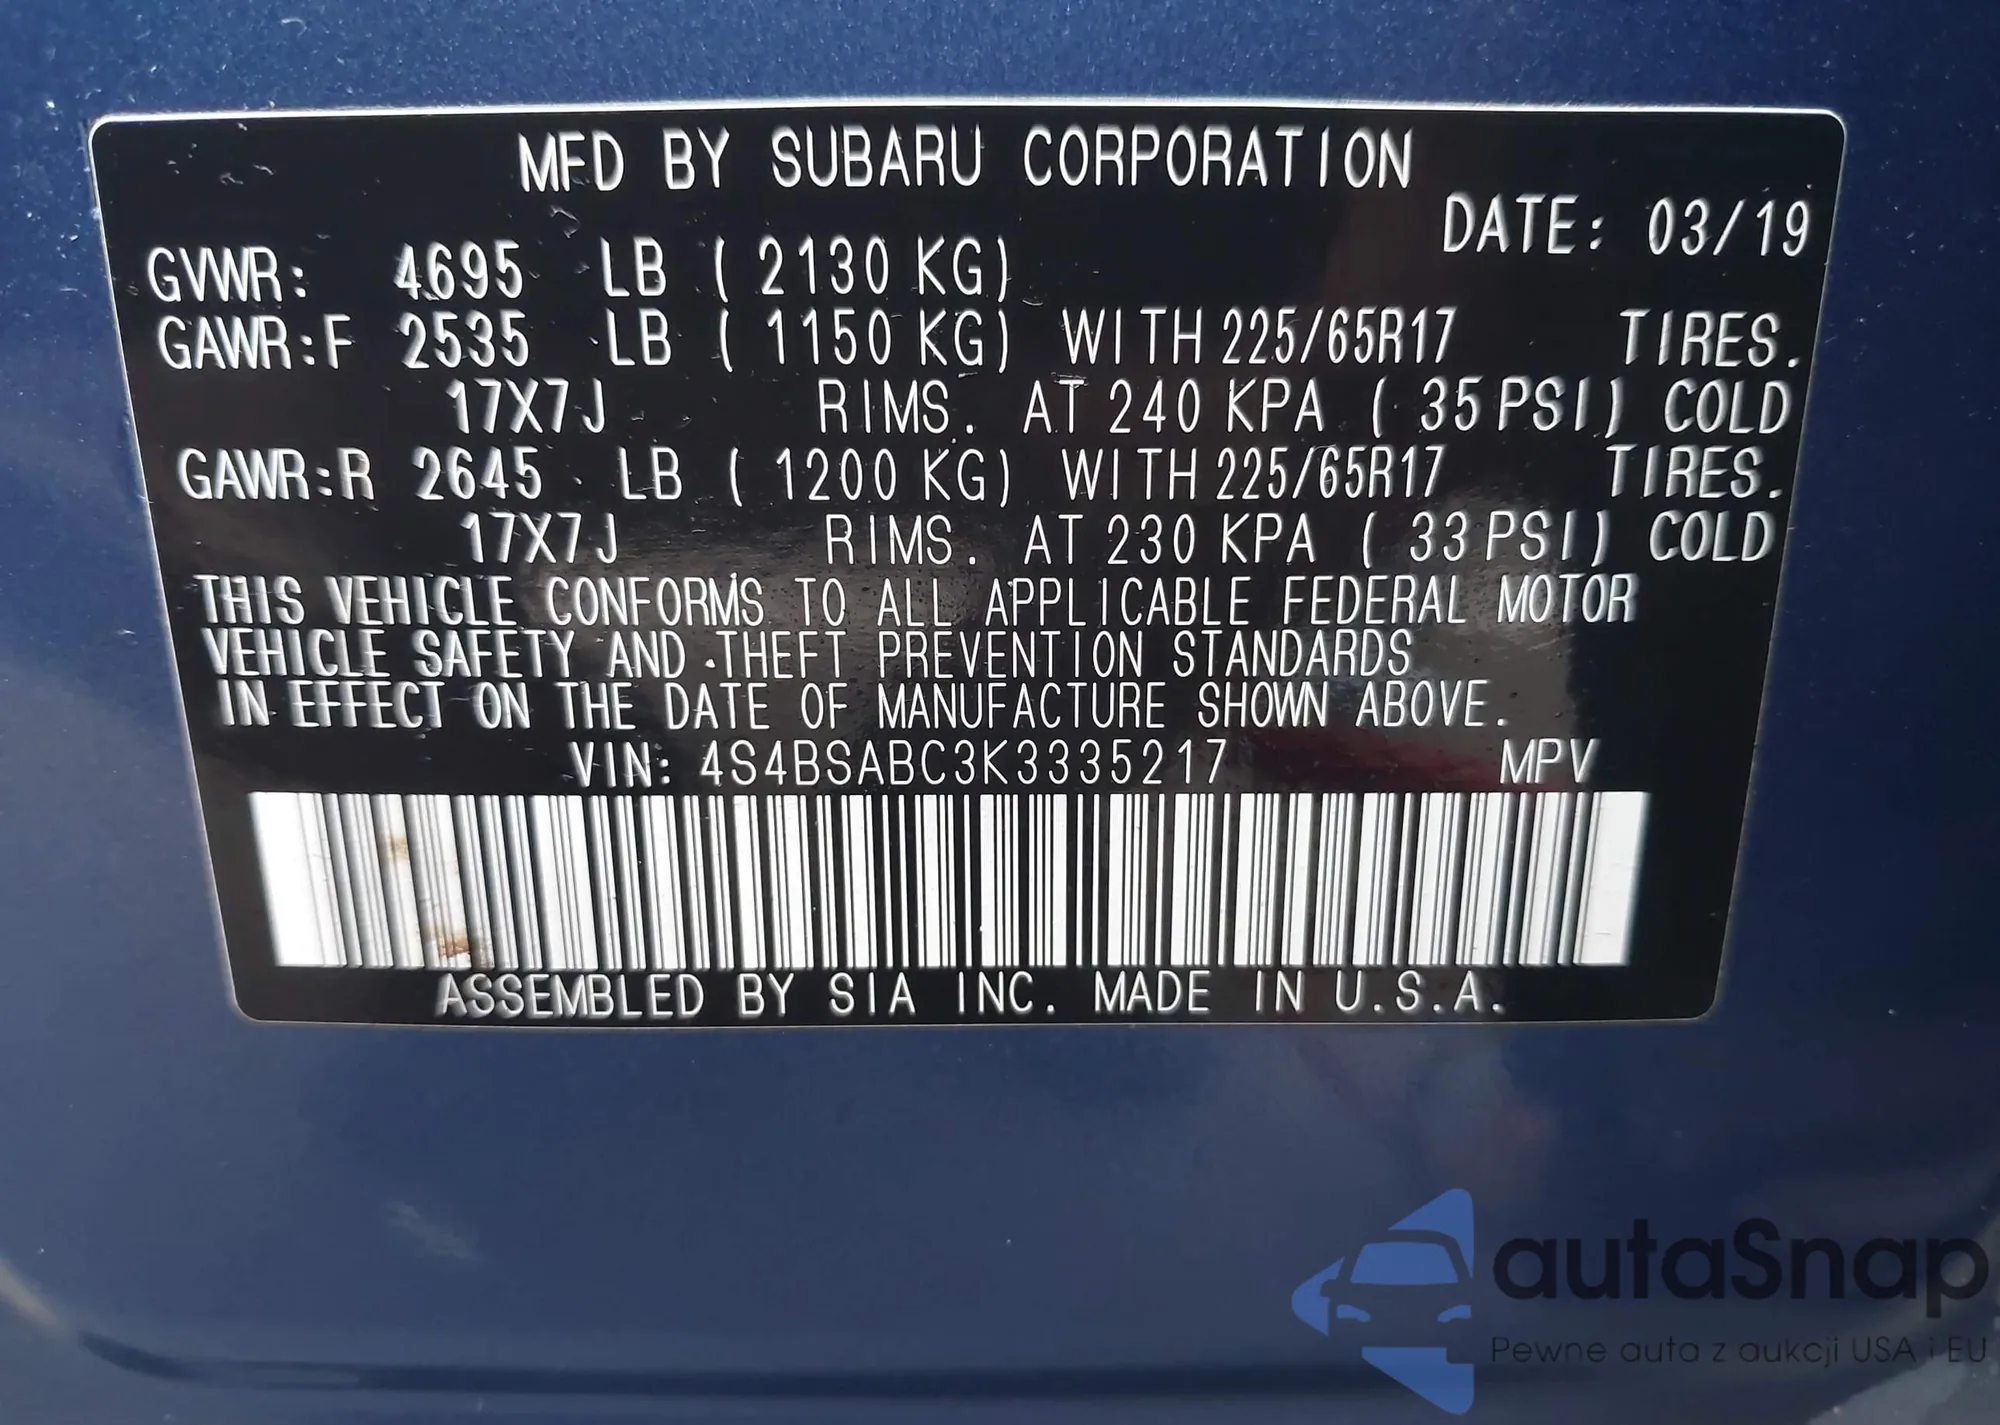 MFD BY SUBARU CORPORATION
DATE: 03/19
GVWR: 4695 LB ( 2130 KG)
GAWR:F 2535 LB ( 1150 KG) WITH 225/65R17 TIRES.
17X7J RIMS. AT 240 KPA ( 35 PSI) COLD
GAWR:R 2645 LB ( 1200 KG) WITH 225/65R17 TIRES.
17X7J RIMS. AT 230 KPA ( 33 PSI) COLD
THIS VEHICLE CONFORMS TO ALL APPLICABLE FEDERAL MOTOR
VEHICLE SAFETY AND THEFT PREVENTION STANDARDS
IN EFFECT ON THE DATE OF MANUFACTURE SHOWN ABOVE.
VIN: 4S4BSABC3K3335217 MPV
ASSEMBLED BY SIA INC. MADE IN U.S.A.
autaSnap
Pewne auta z aukcji USA i EU